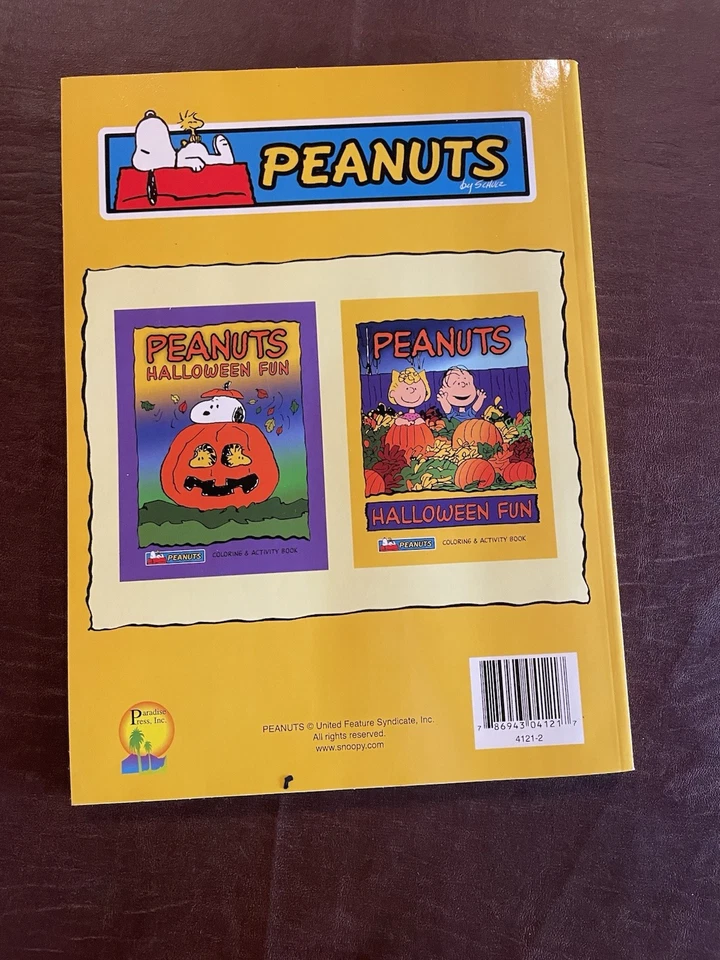 PEANUTS
by SCHULZ
PEANUTS
HALLOWEEN FUN
PEANUTS
COLORING & ACTIVITY BOOK
PEANUTS
HALLOWEEN FUN
PEANUTS
COLORING & ACTIVITY BOOK
Paradise
Press, Inc.
PEANUTS © United Feature Syndicate, Inc.
All rights reserved.
www.snoopy.com
7 86943 04121 7
4121-2